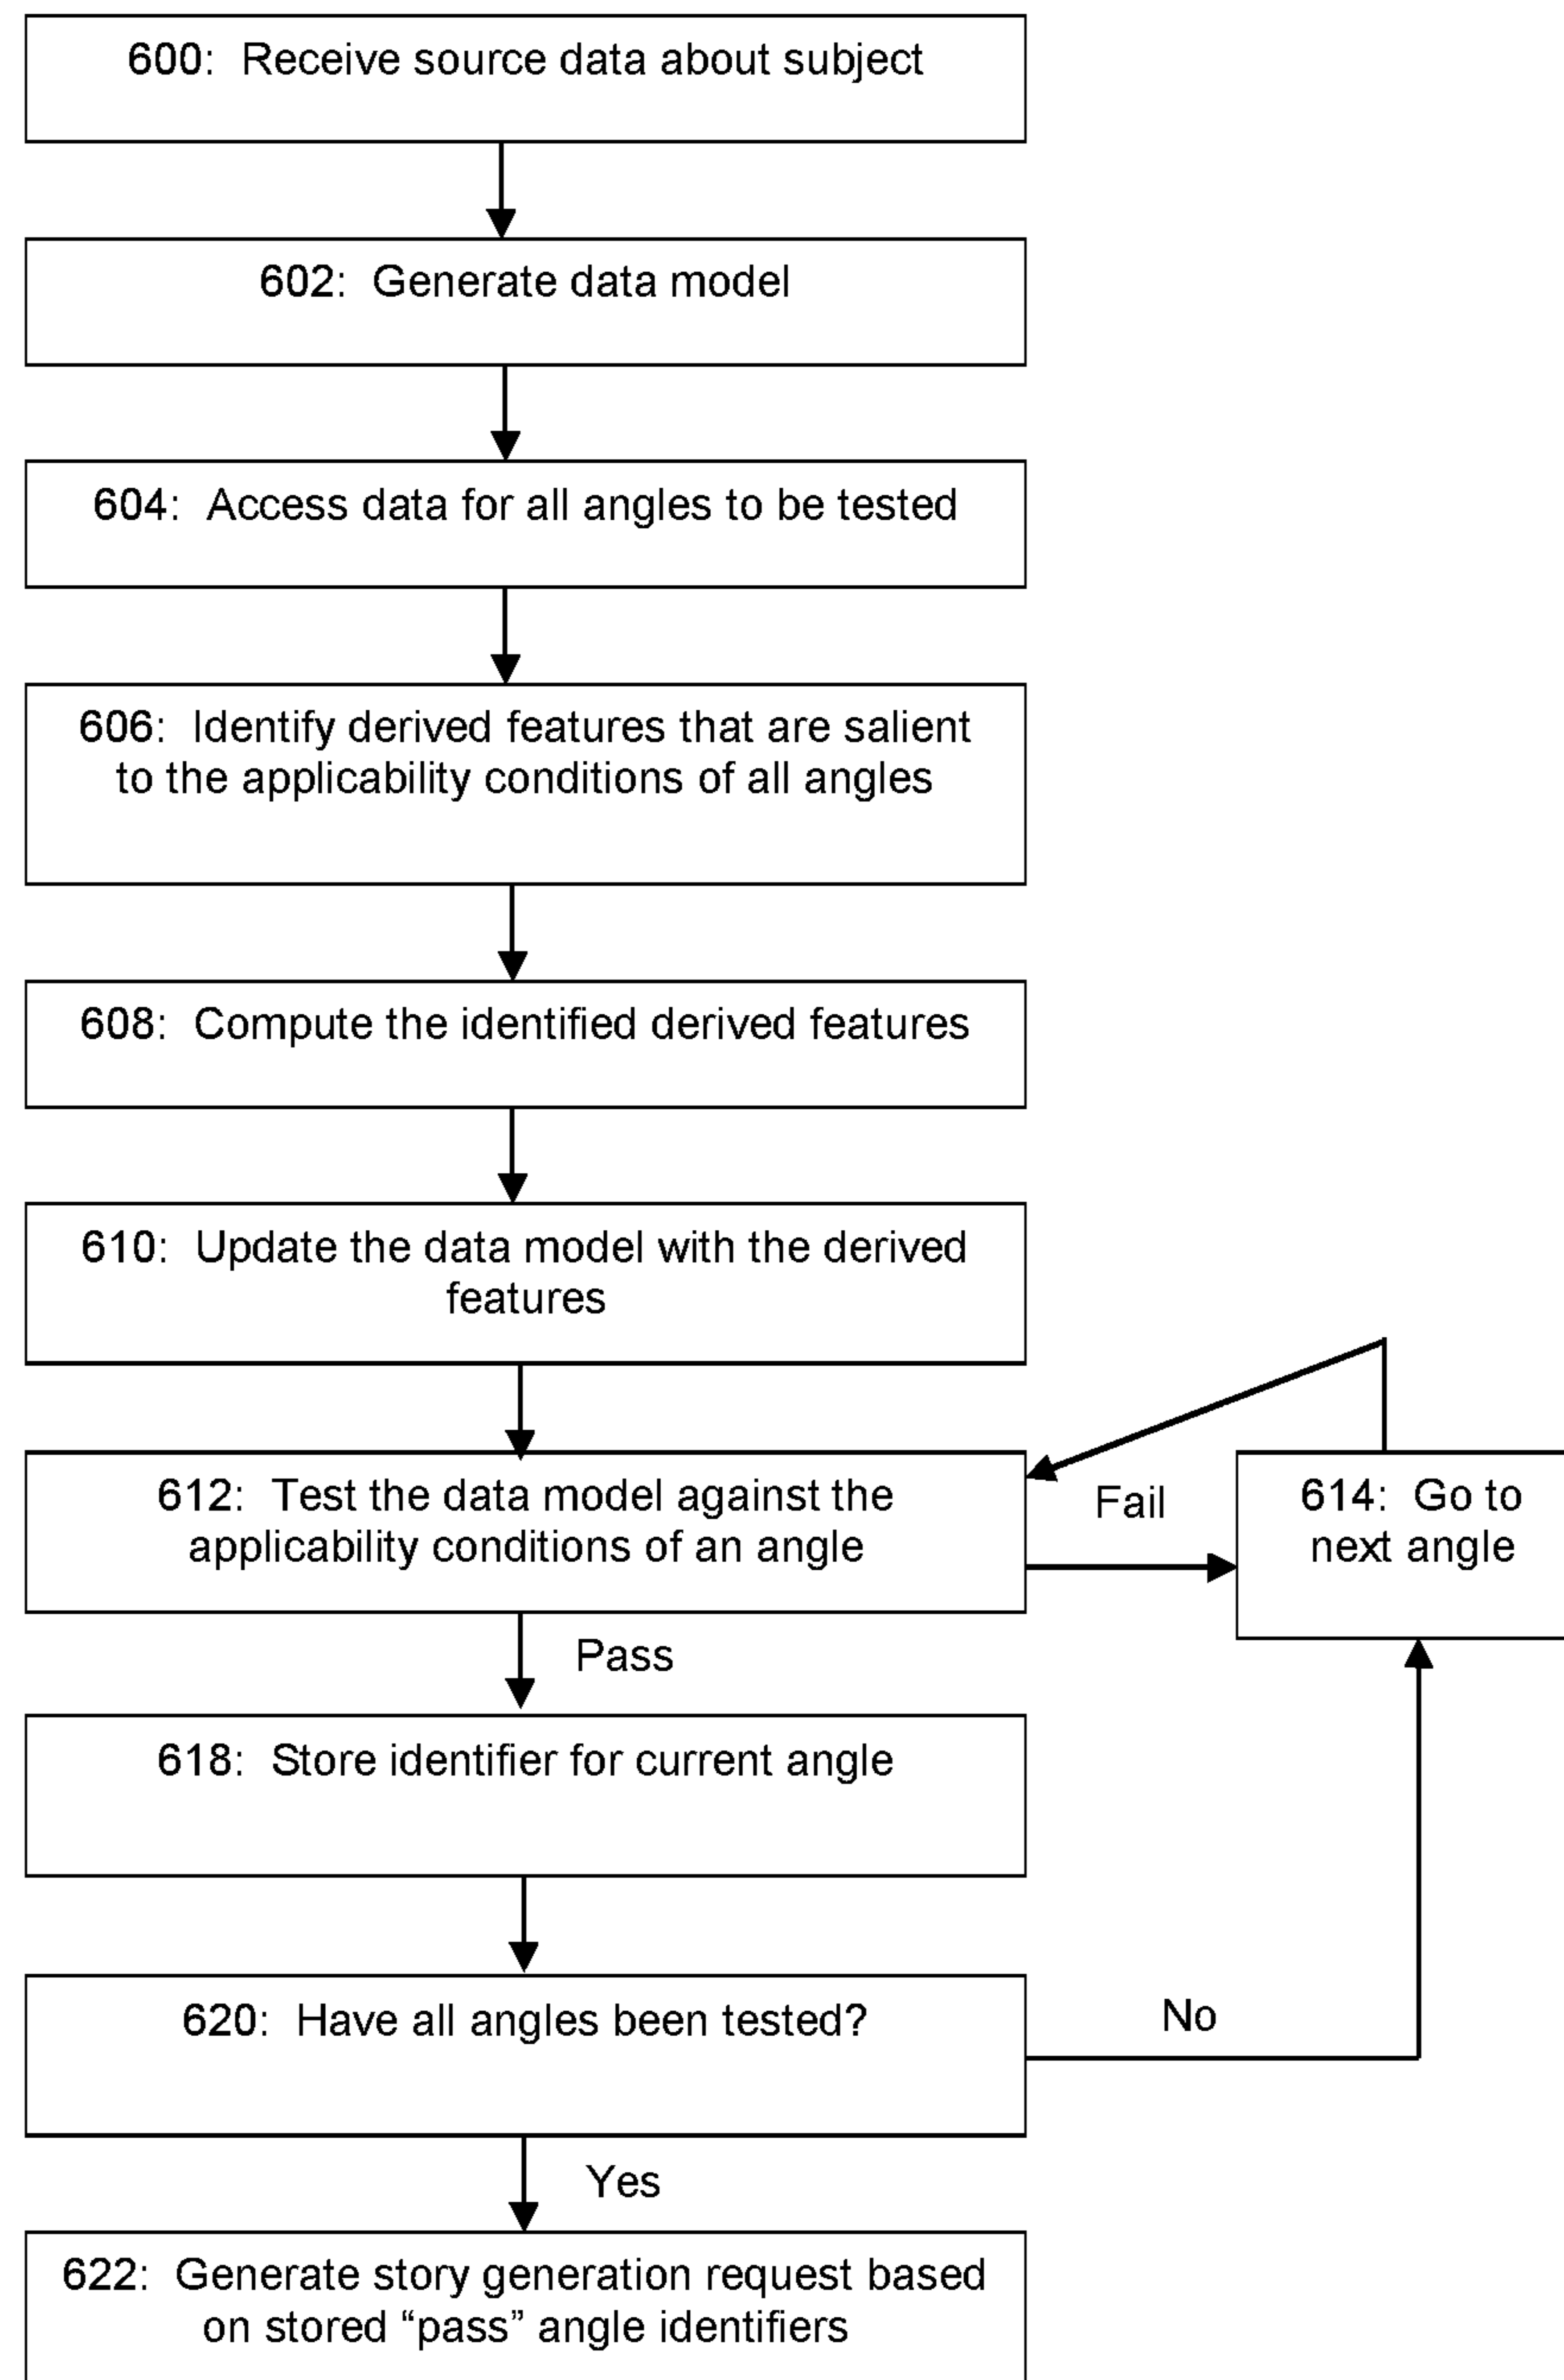 600: Receive source data about subject
602: Generate data model
604: Access data for all angles to be tested
606: Identify derived features that are salient
to the applicability conditions of all angles
608: Compute the identified derived features
610: Update the data model with the derived
features
612: Test the data model against the
applicability conditions of an angle
Fail
614: Go to
next angle
Pass
618: Store identifier for current angle
620: Have all angles been tested?
No
Yes
622: Generate story generation request based
on stored “pass” angle identifiers